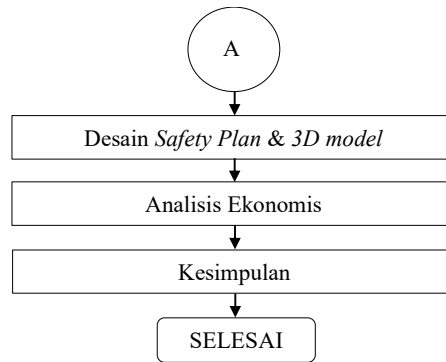 A
Desain Safety Plan & 3D model
Analisis Ekonomis
Kesimpulan
SELESAI